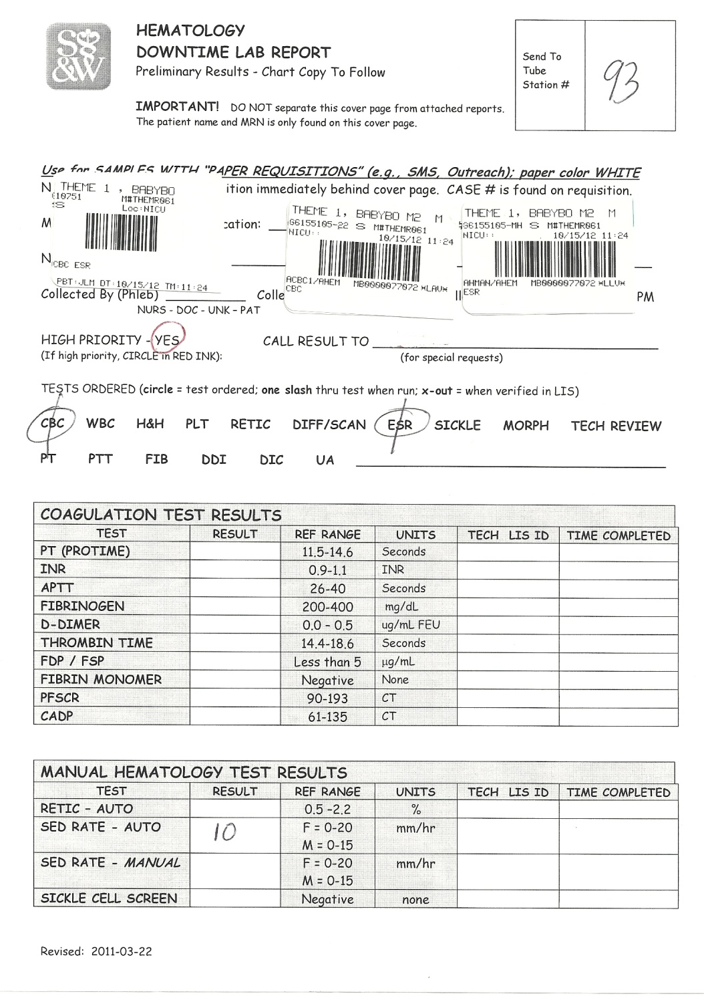 S&W
HEMATOLOGY
DOWNTIME LAB REPORT
Preliminary Results - Chart Copy To Follow
Send To
Tube
Station #
93
IMPORTANT! DO NOT separate this cover page from attached reports.
The patient name and MRN is only found on this cover page.
Use for SAMPLES WITH "PAPER REQUISITIONS" (e.g., SMS, Outreach); paper color WHITE
N ition immediately behind cover page. CASE # is found on requisition.
THEME 1 , BABYBO
610751 M#THEMR061
S Loc:NICU
CBC ESR
PBT:JLM DT:10/15/12 TM:11:24
THEME 1, BABYBO M2 M
G6155105-22 S M#THEMR061
NICU: : 10/15/12 11:24
ACBC1/AHEM MB0000077072 *LAV*
CBC
THEME 1, BABYBO M2 M
G6155105-MH S M#THEMR061
NICU: : 10/15/12 11:24
AHMAN/AHEM MB0000077072 *LLV*
ESR
M cation:
N
Collected By (Phleb) Colle PM
NURS - DOC - UNK - PAT
HIGH PRIORITY - YES CALL RESULT TO
(If high priority, CIRCLE in RED INK): (for special requests)
TESTS ORDERED (circle = test ordered; one slash thru test when run; x-out = when verified in LIS)
CBC WBC H&H PLT RETIC DIFF/SCAN ESR SICKLE MORPH TECH REVIEW
PT PTT FIB DDI DIC UA
COAGULATION TEST RESULTS
TEST RESULT REF RANGE UNITS TECH LIS ID TIME COMPLETED
PT (PROTIME) 11.5-14.6 Seconds
INR 0.9-1.1 INR
APTT 26-40 Seconds
FIBRINOGEN 200-400 mg/dL
D-DIMER 0.0 - 0.5 ug/mL FEU
THROMBIN TIME 14.4-18.6 Seconds
FDP / FSP Less than 5 µg/mL
FIBRIN MONOMER Negative None
PFSCR 90-193 CT
CADP 61-135 CT
MANUAL HEMATOLOGY TEST RESULTS
TEST RESULT REF RANGE UNITS TECH LIS ID TIME COMPLETED
RETIC - AUTO 0.5 -2.2 %
SED RATE - AUTO 10 F = 0-20 mm/hr
M = 0-15
SED RATE - MANUAL F = 0-20 mm/hr
M = 0-15
SICKLE CELL SCREEN Negative none
Revised: 2011-03-22